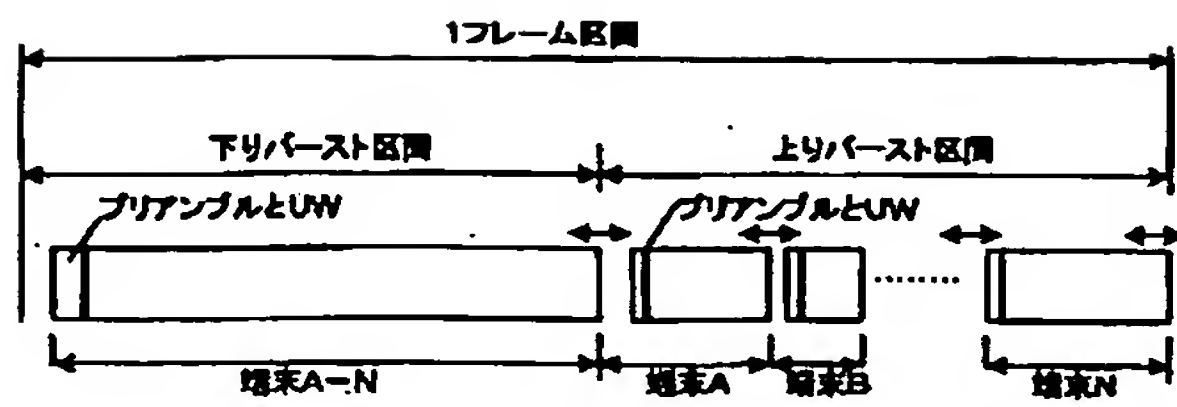 1フレーム区間
下りバースト区間
上りバースト区間
プリアンブルとUW
プリアンブルとUW
端末A-N
端末A
端末B
端末N